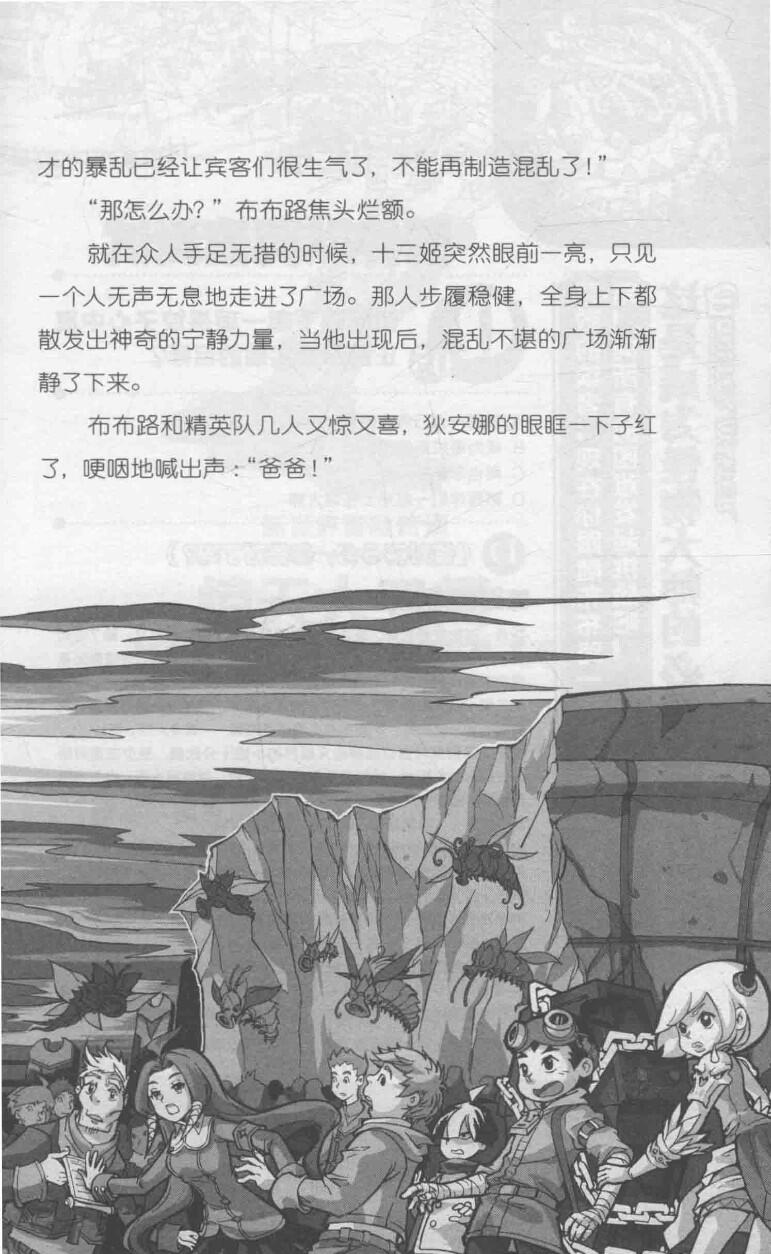 才的暴乱已经让宾客们很生气了，不能再制造混乱了！”
“那怎么办？”布布路焦头烂额。
就在众人手足无措的时候，十三姬突然眼前一亮，只见
一个人无声无息地走进了广场。那人步履稳健，全身上下都
散发出神奇的宁静力量，当他出现后，混乱不堪的广场渐渐
静了下来。
布布路和精英队几人又惊又喜，狄安娜的眼眶一下子红
了，哽咽地喊出声：“爸爸！”